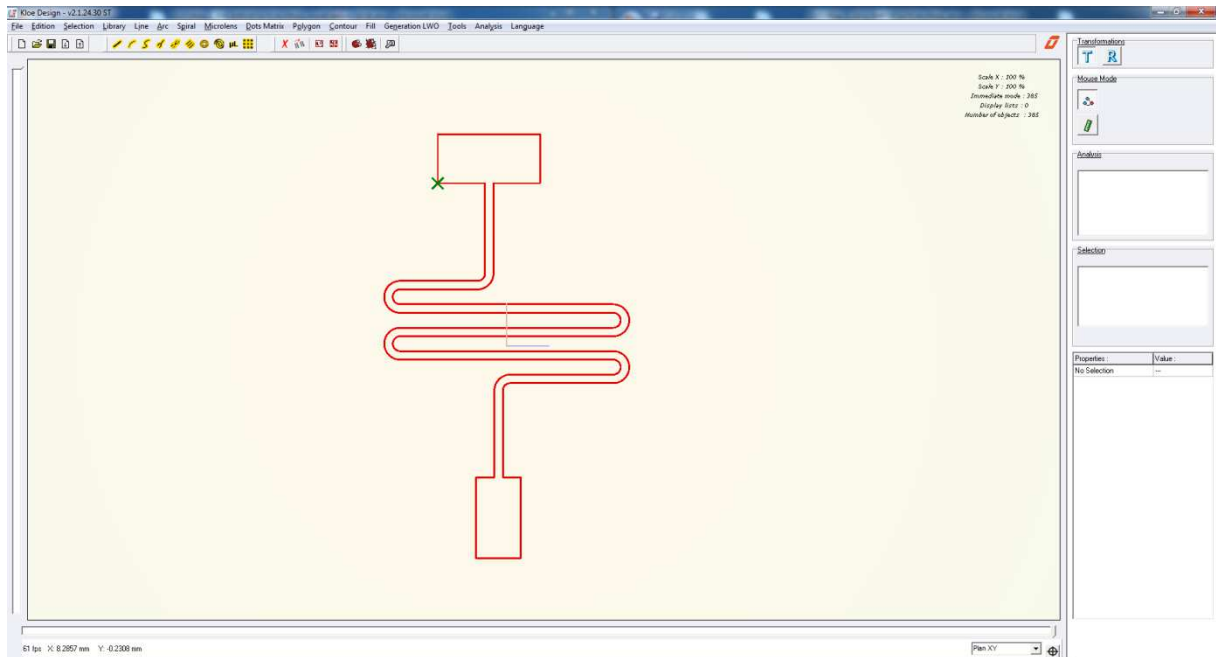 Kloe Design - v2.1.24.30 ST
File Edition Selection Library Line Arc Spiral Microlens Dots Matrix Polygon Contour Fill Generation LWO Tools Analysis Language
Transformations
T R
Mouse Mode
Scale X : 100 %
Scale Y : 100 %
Immediate mode : 365
Display lists : 0
Number of objects : 365
Analysis
Selection
Properties : Value :
No Selection --
61 fps X: 8.2857 mm Y: -0.2308 mm
Plan XY